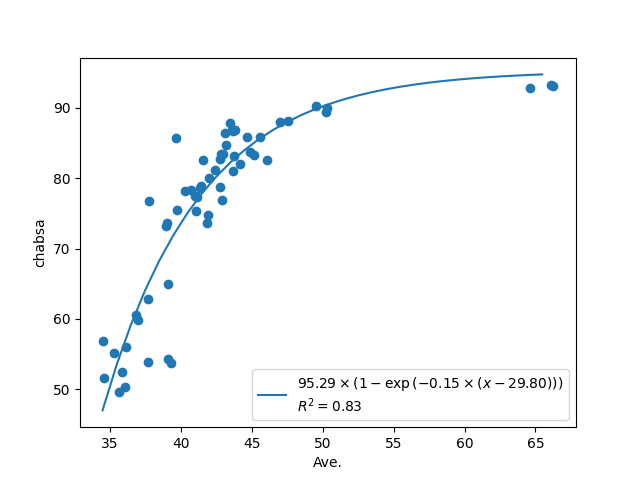 90
80
70
60
50
chabsa
35 40 45 50 55 60 65
Ave.
95.29 × (1 − exp (−0.15 × (x − 29.80)))
R² = 0.83